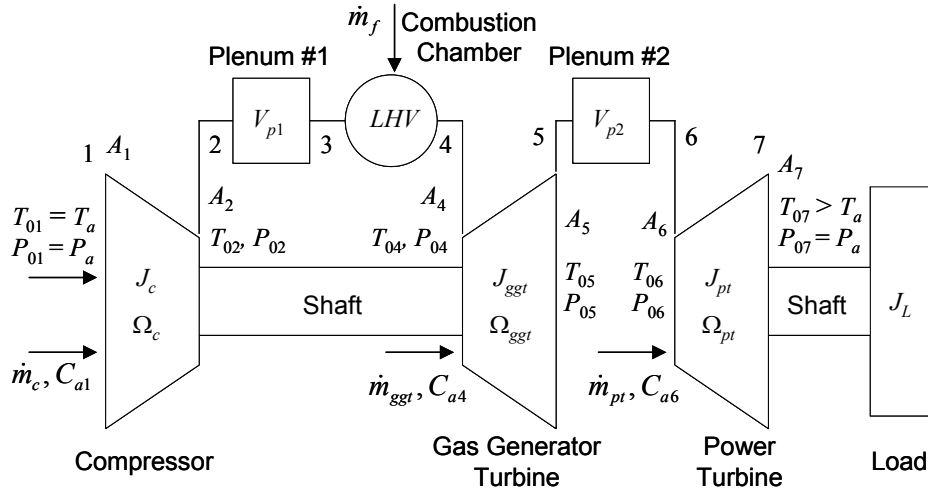 ṁ_f
Combustion
Chamber
Plenum #1
Plenum #2
V_p1
LHV
V_p2
1
A_1
2
3
4
5
6
7
A_2
A_4
A_5
A_6
A_7
T_01 = T_a
P_01 = P_a
T_02, P_02
T_04, P_04
T_05
P_05
T_06
P_06
T_07 > T_a
P_07 = P_a
J_c
Ω_c
Shaft
J_ggt
Ω_ggt
J_pt
Ω_pt
Shaft
J_L
ṁ_c, C_a1
ṁ_ggt, C_a4
ṁ_pt, C_a6
Compressor
Gas Generator
Turbine
Power
Turbine
Load